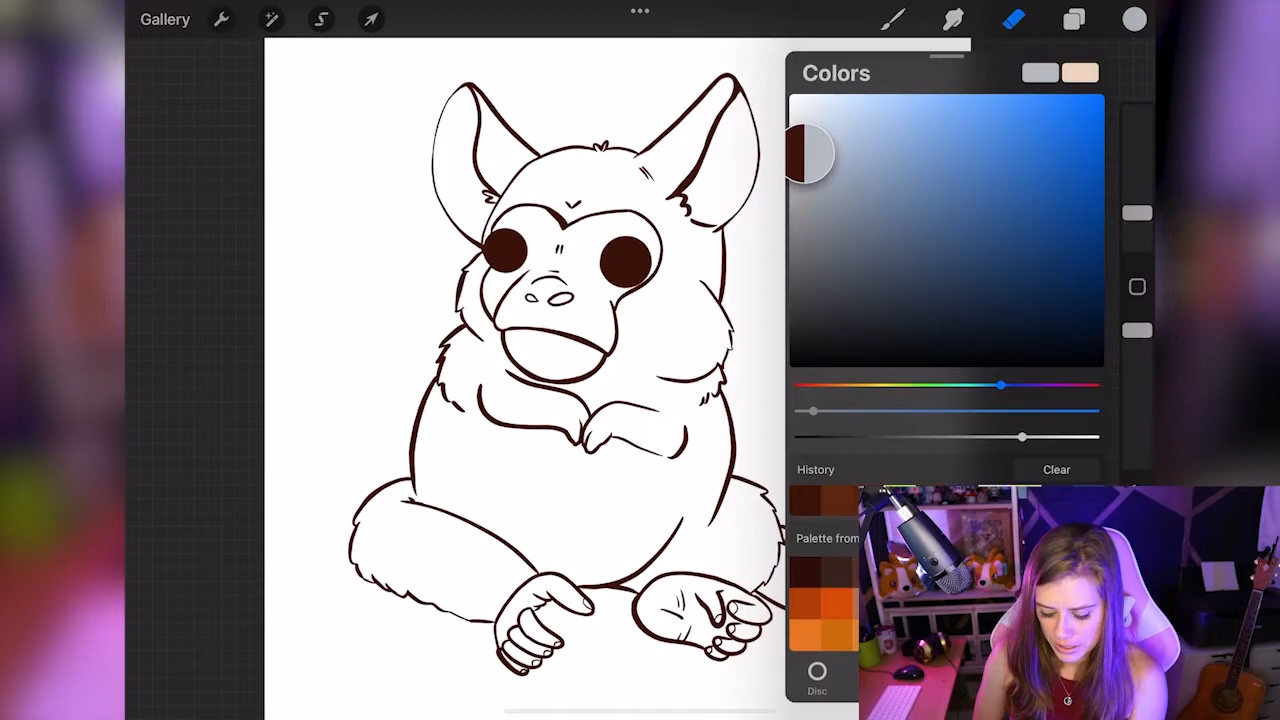 Gallery
Colors
History
Clear
Palette from
Disc